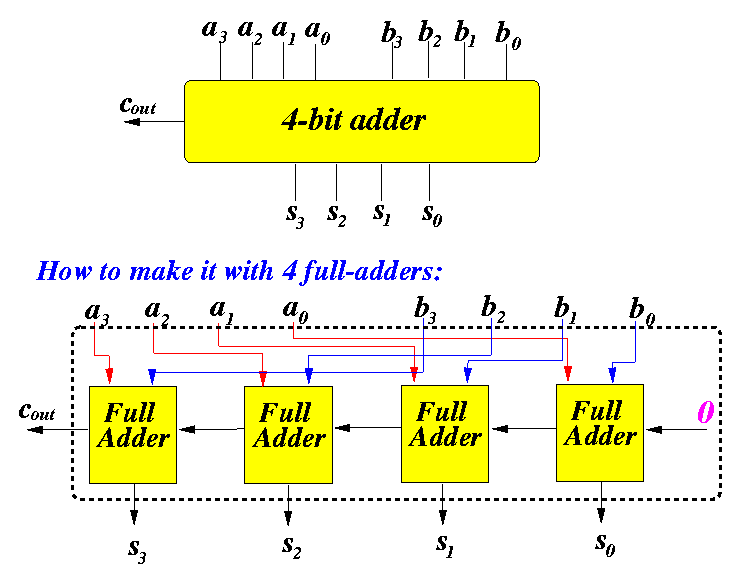 a3 a2 a1 a0 b3 b2 b1 b0
cout
4-bit adder
s3 s2 s1 s0
How to make it with 4 full-adders:
a3 a2 a1 a0 b3 b2 b1 b0
cout Full Adder Full Adder Full Adder Full Adder 0
s3 s2 s1 s0